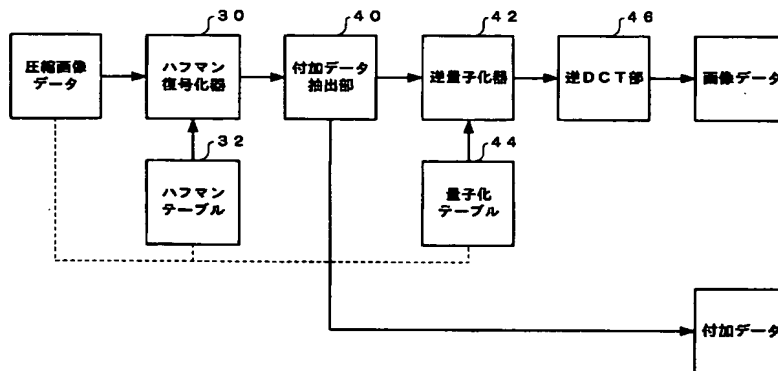 ３０
４０
４２
４６
圧縮画像
データ
ハフマン
復号化器
付加データ
抽出部
逆量子化器
逆ＤＣＴ部
画像データ
３２
４４
ハフマン
テーブル
量子化
テーブル
付加データ